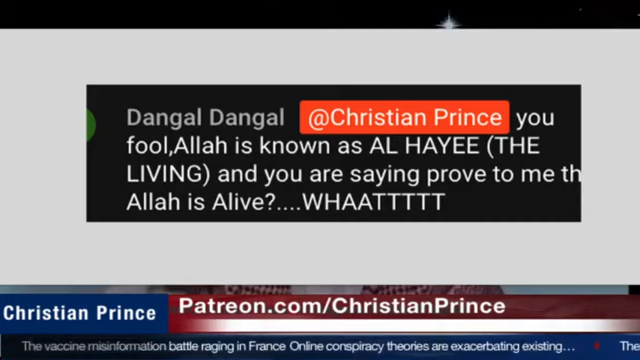 Dangal Dangal @Christian Prince you
fool,Allah is known as AL HAYEE (THE
LIVING) and you are saying prove to me th
Allah is Alive?....WHAATTTTT
Christian Prince
Patreon.com/ChristianPrince
The vaccine misinformation battle raging in France Online conspiracy theories are exacerbating existing… The